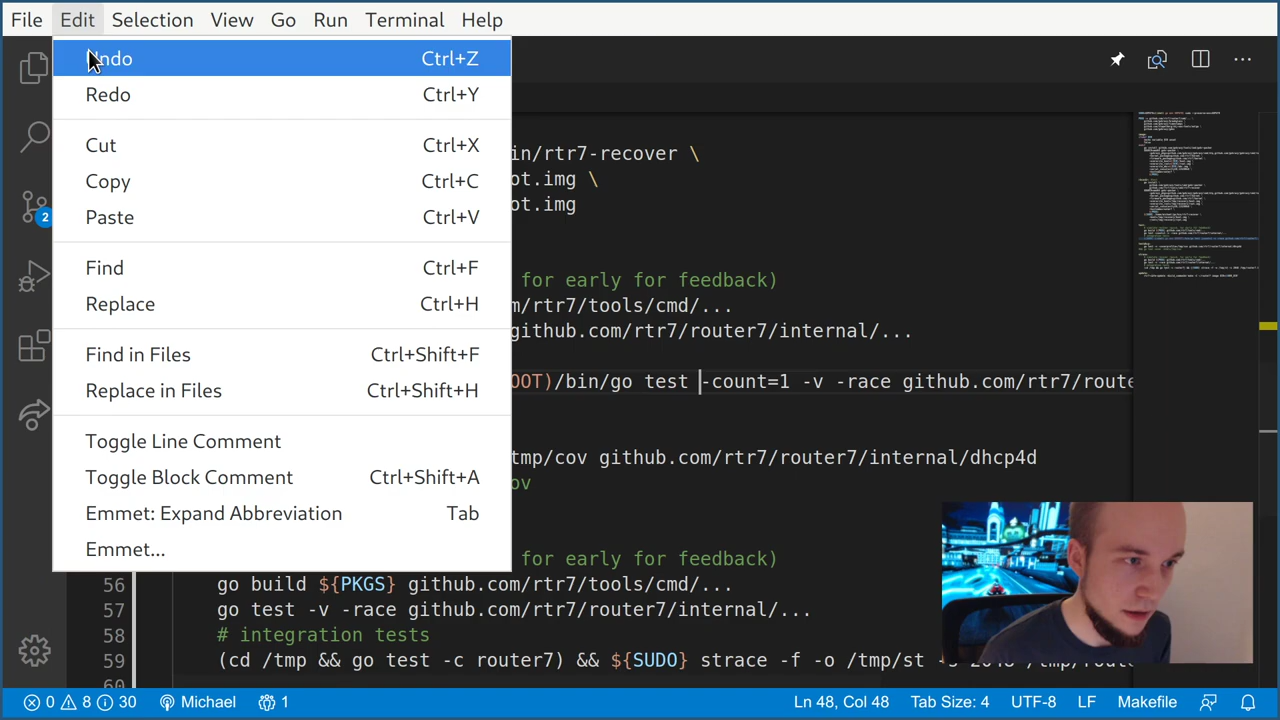 File Edit Selection View Go Run Terminal Help
Undo Ctrl+Z
Redo Ctrl+Y
Cut Ctrl+X
Copy Ctrl+C
Paste Ctrl+V
Find Ctrl+F
Replace Ctrl+H
Find in Files Ctrl+Shift+F
Replace in Files Ctrl+Shift+H
Toggle Line Comment
Toggle Block Comment Ctrl+Shift+A
Emmet: Expand Abbreviation Tab
Emmet...
in/rtr7-recover \
ot.img \
ot.img
for early for feedback)
m/rtr7/tools/cmd/...
github.com/rtr7/router7/internal/...
OOT)/bin/go test -count=1 -v -race github.com/rtr7/route
tmp/cov github.com/rtr7/router7/internal/dhcp4d
ov
for early for feedback)
56 go build ${PKGS} github.com/rtr7/tools/cmd/...
57 go test -v -race github.com/rtr7/router7/internal/...
58 # integration tests
59 (cd /tmp && go test -c router7) && ${SUDO} strace -f -o /tmp/st -s 2048 /tmp/rout
60
2
0 8 30 Michael 1 Ln 48, Col 48 Tab Size: 4 UTF-8 LF Makefile